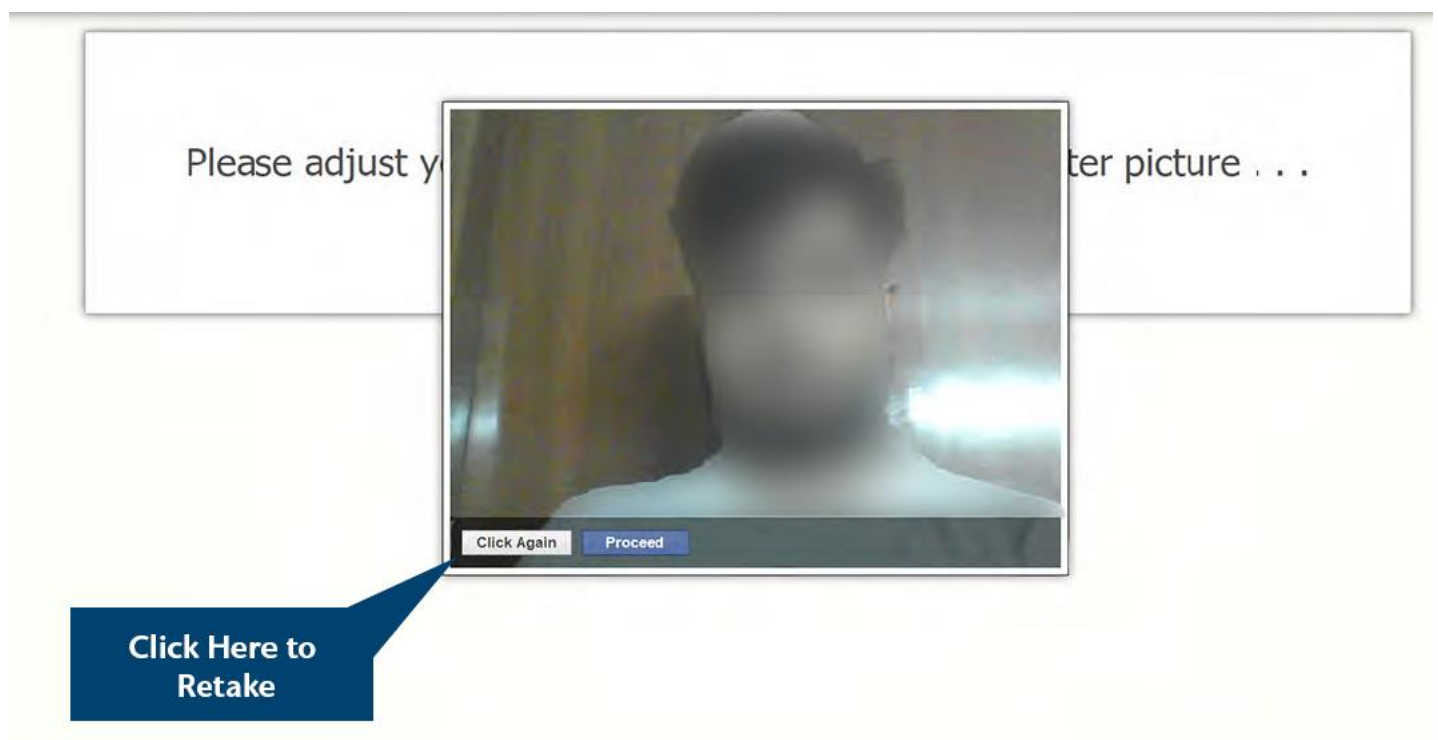 Please adjust y
ter picture . . .
Click Again
Proceed
Click Here to
Retake